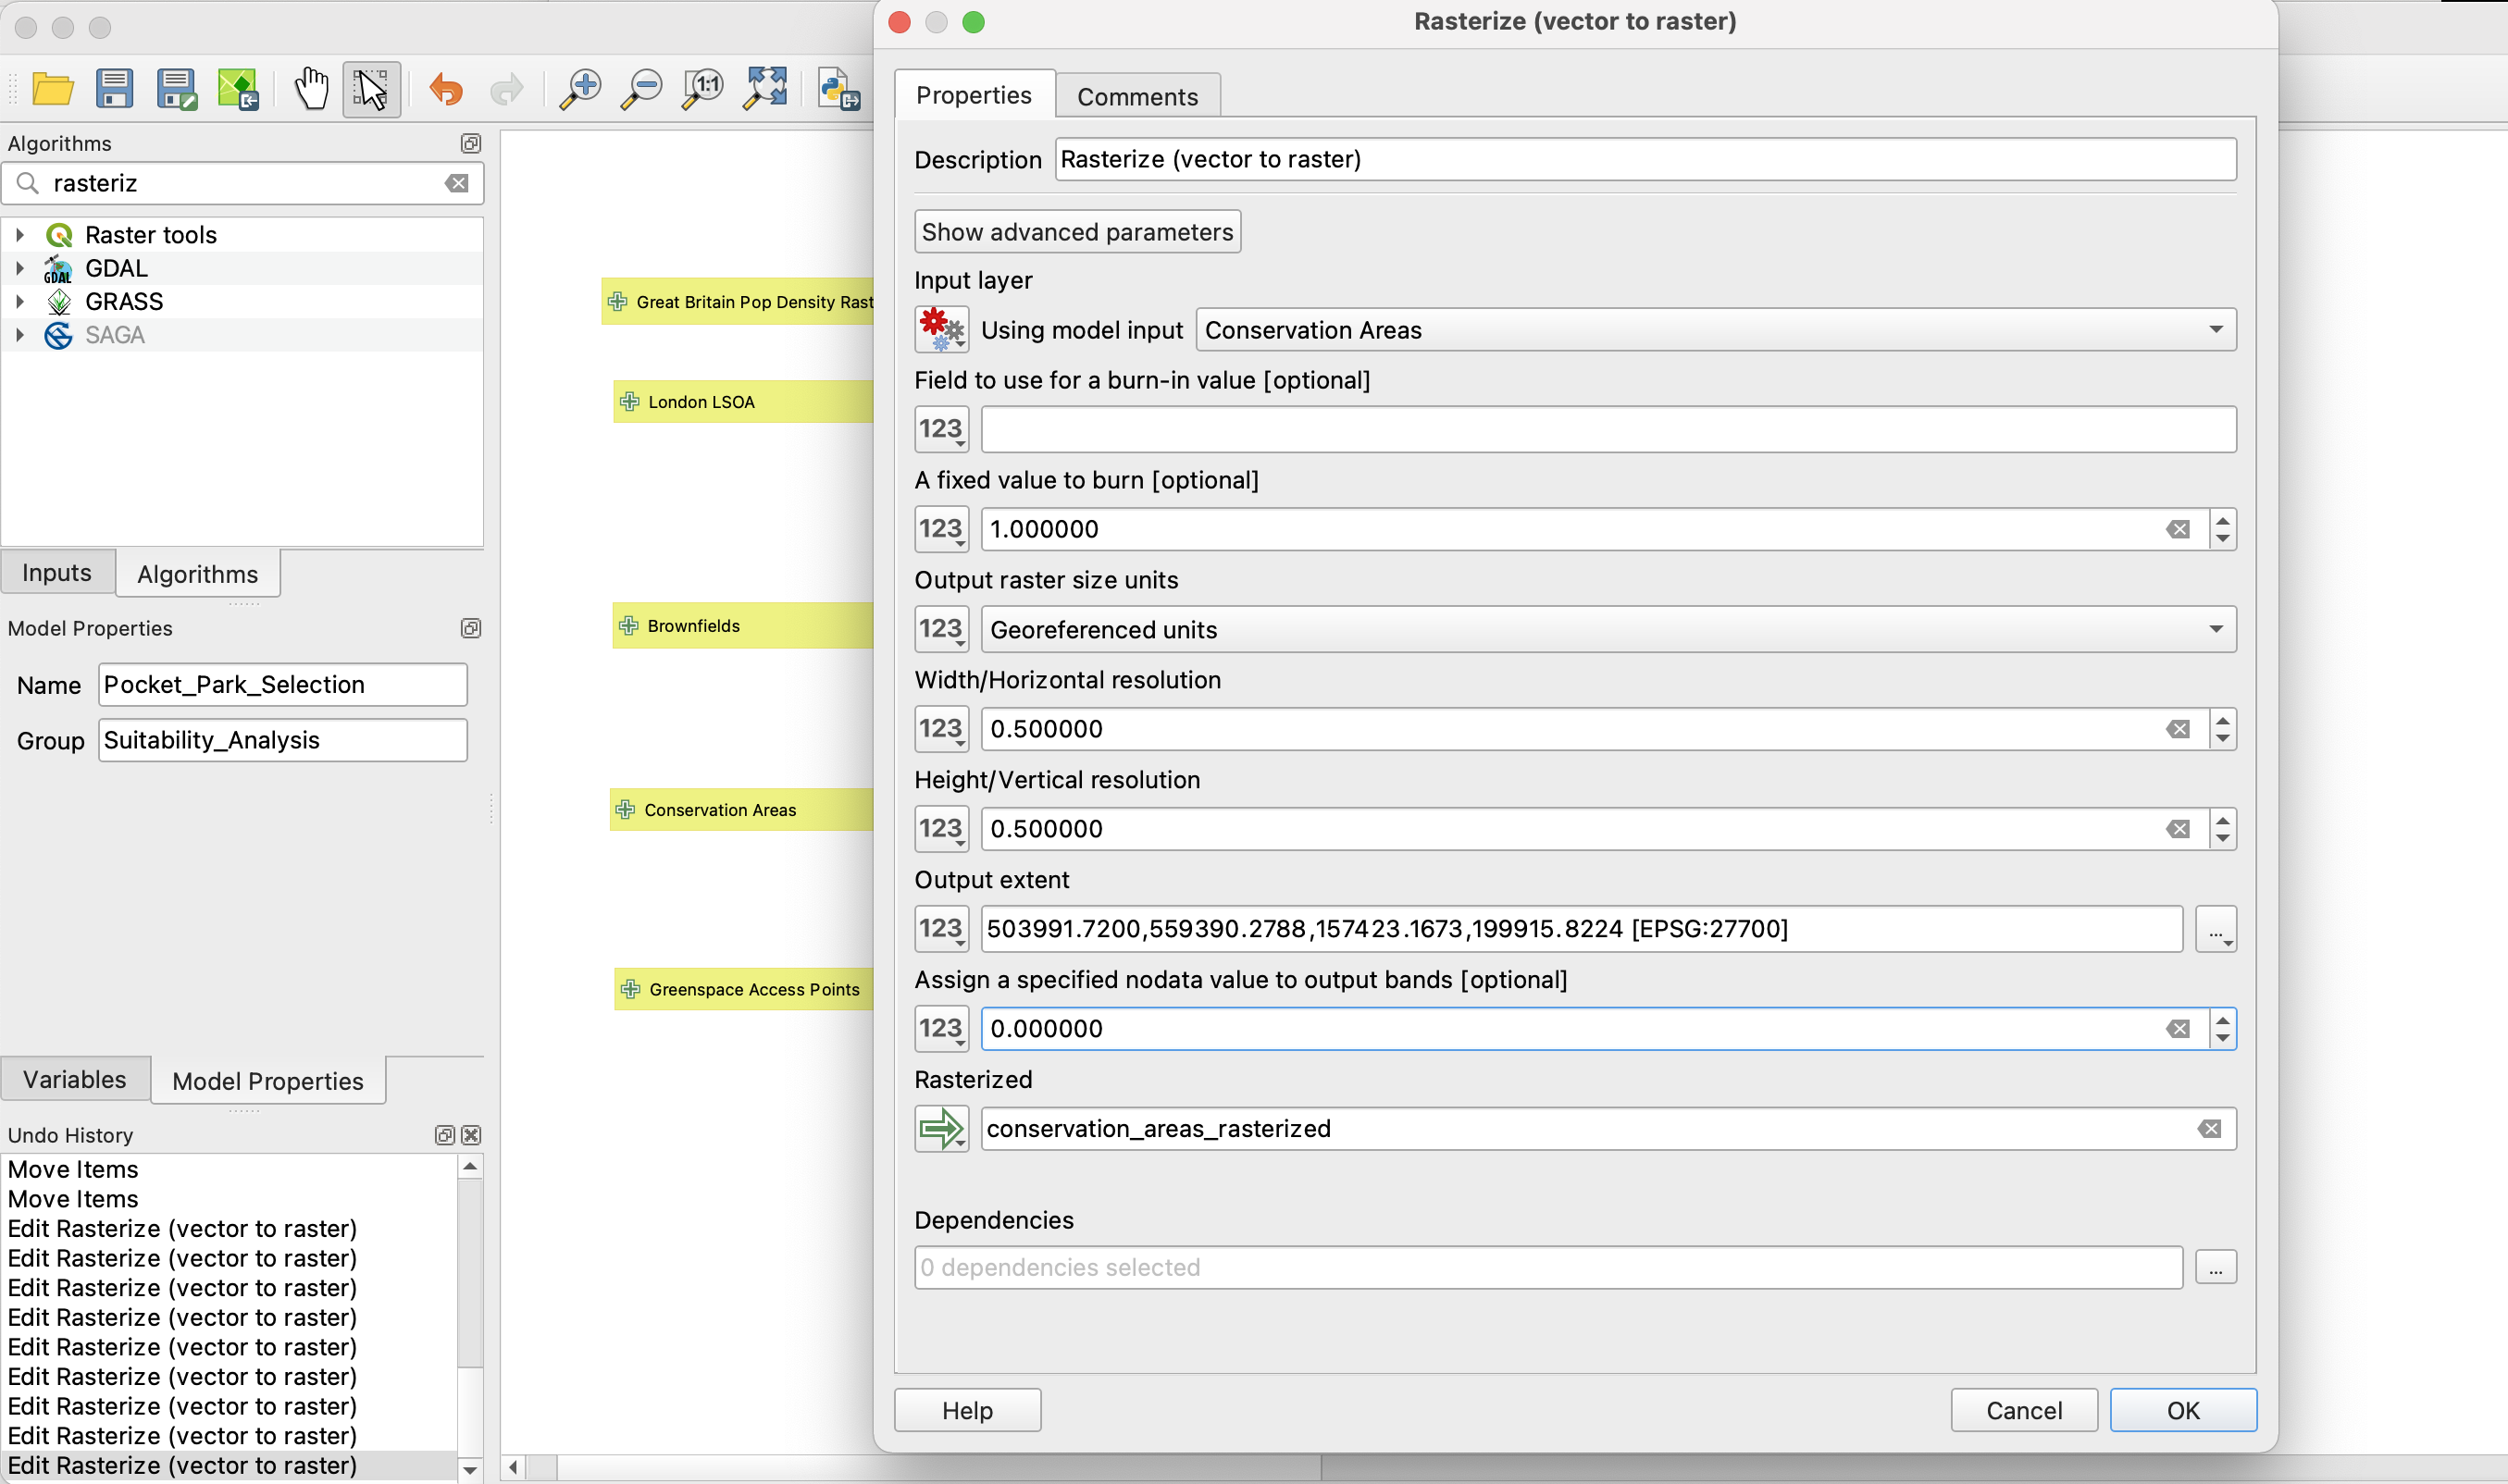 Rasterize (vector to raster)
1:1
Algorithms
rasteriz
Raster tools
GDAL
GDAL
GRASS
SAGA
Inputs
Algorithms
Model Properties
Name
Pocket_Park_Selection
Group
Suitability_Analysis
Variables
Model Properties
Undo History
Move Items
Move Items
Edit Rasterize (vector to raster)
Edit Rasterize (vector to raster)
Edit Rasterize (vector to raster)
Edit Rasterize (vector to raster)
Edit Rasterize (vector to raster)
Edit Rasterize (vector to raster)
Edit Rasterize (vector to raster)
Edit Rasterize (vector to raster)
Edit Rasterize (vector to raster)
Great Britain Pop Density Rast
London LSOA
Brownfields
Conservation Areas
Greenspace Access Points
Properties
Comments
Description
Rasterize (vector to raster)
Show advanced parameters
Input layer
Using model input
Conservation Areas
Field to use for a burn-in value [optional]
123
A fixed value to burn [optional]
123
1.000000
Output raster size units
123
Georeferenced units
Width/Horizontal resolution
123
0.500000
Height/Vertical resolution
123
0.500000
Output extent
123
503991.7200,559390.2788,157423.1673,199915.8224 [EPSG:27700]
...
Assign a specified nodata value to output bands [optional]
123
0.000000
Rasterized
conservation_areas_rasterized
Dependencies
0 dependencies selected
...
Help
Cancel
OK